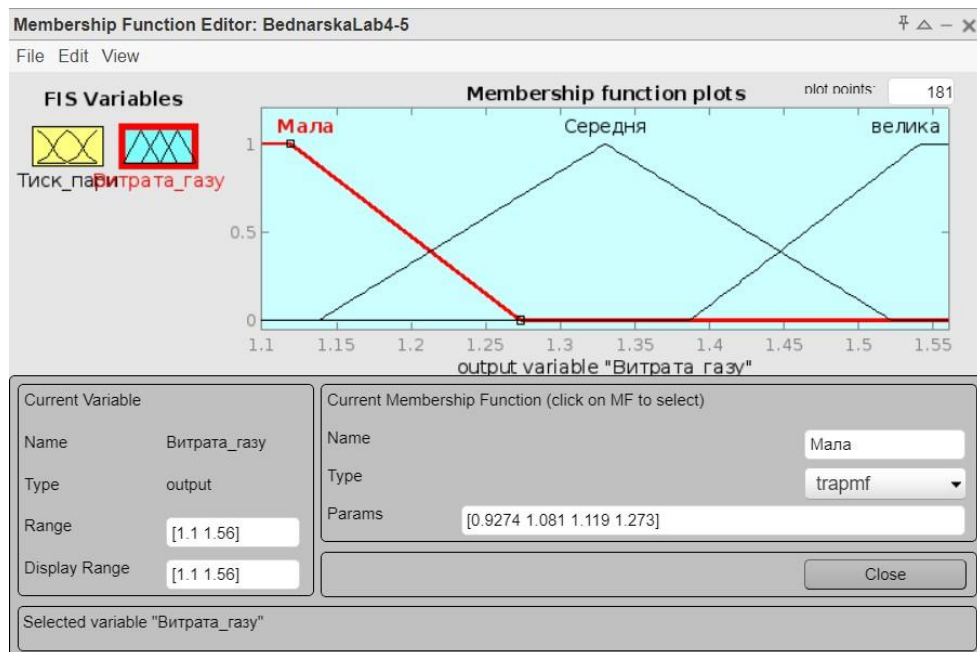 Membership Function Editor: BednarskaLab4-5
File Edit View
FIS Variables
Тиск_пари
Витрата_газу
Membership function plots
plot points:
181
Мала
Середня
велика
1
0.5
0
1.1 1.15 1.2 1.25 1.3 1.35 1.4 1.45 1.5 1.55
output variable "Витрата_газу"
Current Variable
Name Витрата_газу
Type output
Range [1.1 1.56]
Display Range [1.1 1.56]
Current Membership Function (click on MF to select)
Name Мала
Type trapmf
Params [0.9274 1.081 1.119 1.273]
Close
Selected variable "Витрата_газу"